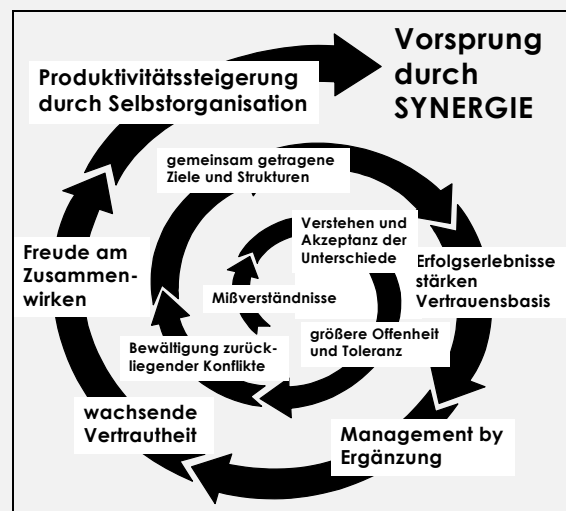 Vorsprung
durch
SYNERGIE
Produktivitätssteigerung
durch Selbstorganisation
gemeinsam getragene
Ziele und Strukturen
Verstehen und
Akzeptanz der
Unterschiede
Freude am
Zusammen-
wirken
Erfolgserlebnisse
stärken
Vertrauensbasis
Mißverständnisse
größere Offenheit
und Toleranz
Bewältigung zurück-
liegender Konflikte
wachsende
Vertrautheit
Management by
Ergänzung